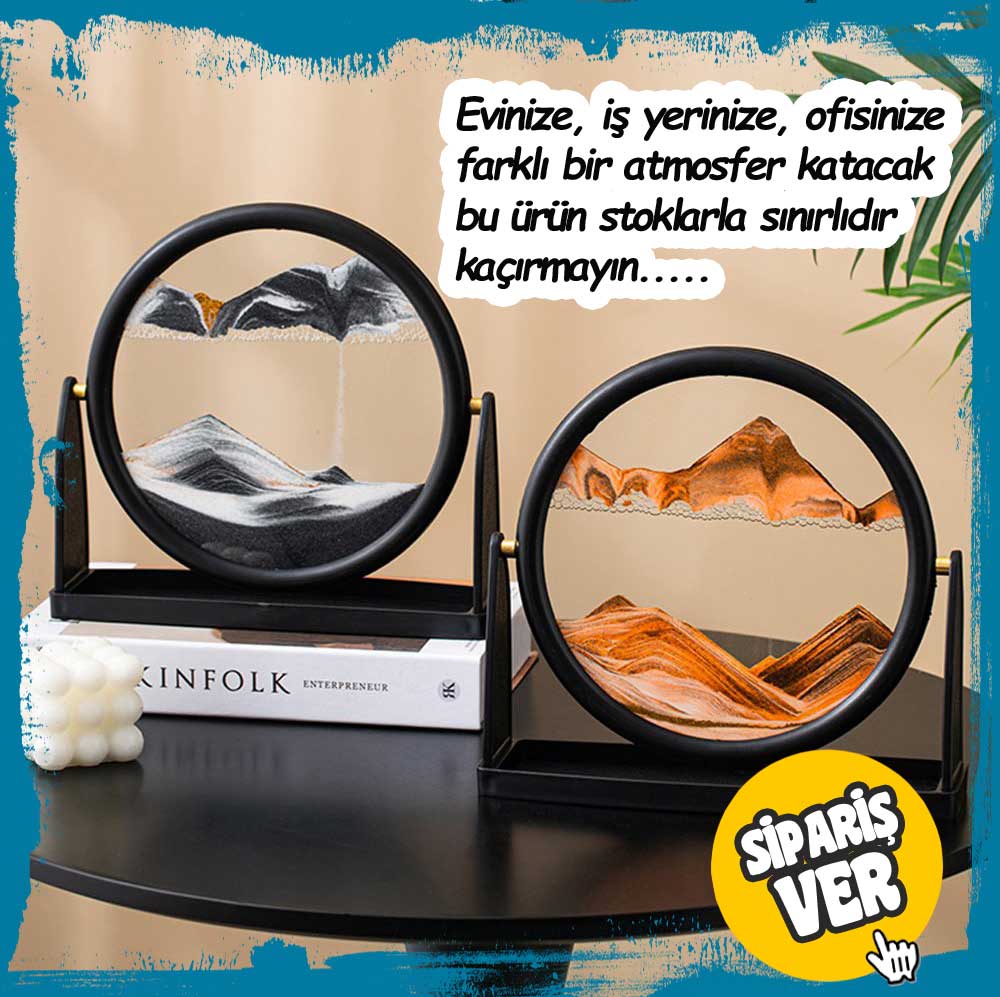 Evinize, iş yerinize, ofisinize
farklı bir atmosfer katacak
bu ürün stoklarla sınırlıdır
kaçırmayın.....
KINFOLK ENTERPRENEUR
SİPARİŞ
VER